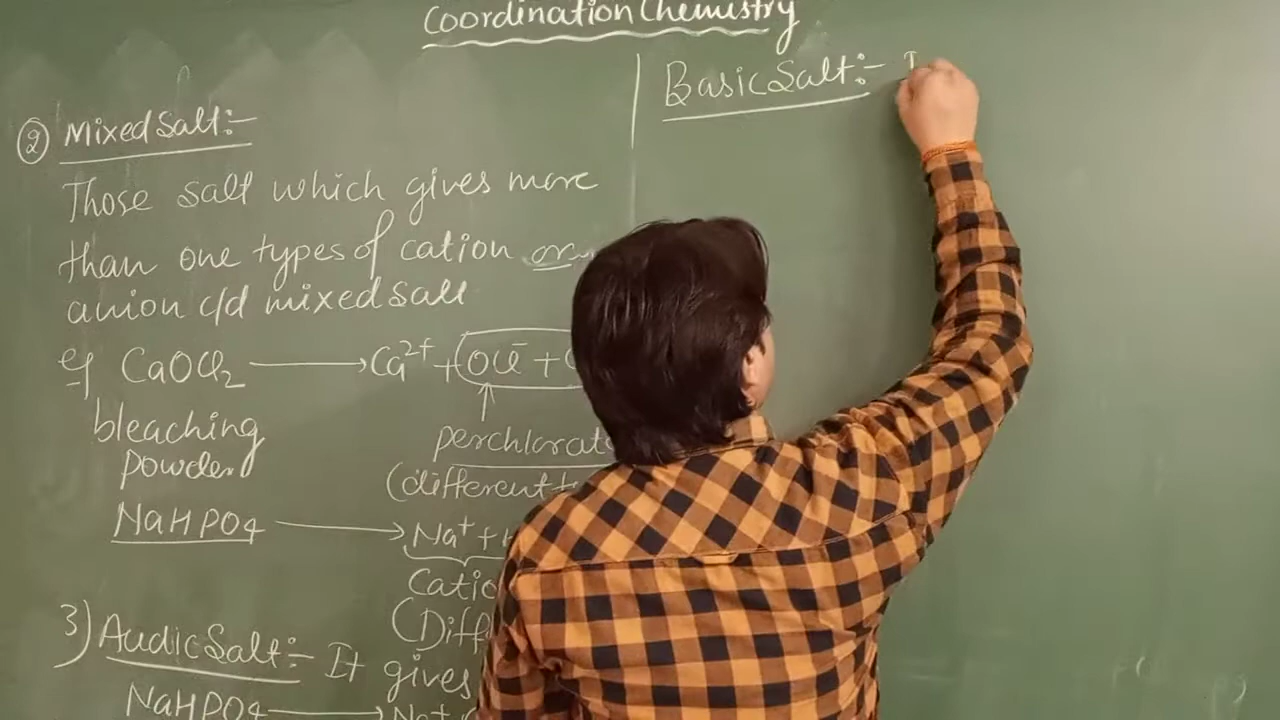 Coordination Chemistry
② Mixed Salt:-
Those salt which gives more
than one types of cation or
anion c/d mixed salt
eg CaOCl₂ ⟶ Ca²⁺ + OCl⁻ +
bleaching
powder
perchlorate
(different
NaHPO₄ ⟶ Na⁺ +
Catio
(Diff
3) Acidic Salt:- It gives
NaHPO₄ ⟶ Na⁺
Basic Salt:- I